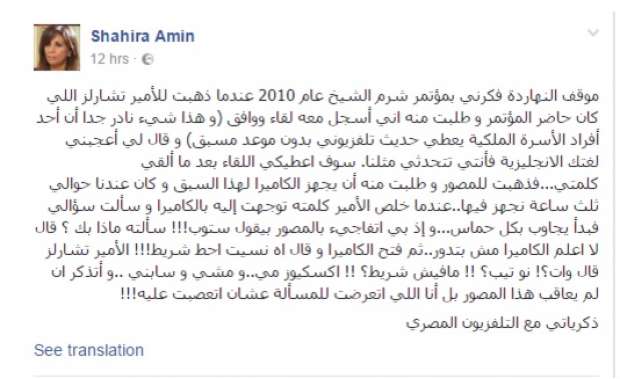 Shahira Amin
12 hrs ·
موقف النهاردة فكرني بمؤتمر شرم الشيخ عام 2010 عندما ذهبت للأمير تشارلز اللي
كان حاضر المؤتمر و طلبت منه اني أسجل معه لقاء ووافق (و هذا شيء نادر جدا أن أحد
أفراد الأسرة الملكية يعطي حديث تلفزيوني بدون موعد مسبق) و قال لي أعجبني
لغتك الانجليزية فأنتي تتحدثي مثلنا. سوف اعطيكي اللقاء بعد ما ألقي
كلمتي...فذهبت للمصور و طلبت منه أن يجهز الكاميرا لهذا السبق و كان عندنا حوالي
ثلث ساعة نجهز فيها..عندما خلص الأمير كلمته توجهت إليه بالكاميرا و سألت سؤالي
فبدأ يجاوب بكل حماس...و إذ بي اتفاجيء بالمصور بيقول ستوب!!! سألته ماذا بك ؟ قال
لا اعلم الكاميرا مش بتدور..ثم فتح الكاميرا و قال اه نسيت احط شريط!!! الأمير تشارلز
قال وات؟! نو تيب؟ !! مافيش شريط؟ !! اكسكيوز مي..و مشي و سابني ..و أتذكر ان
لم يعاقب هذا المصور بل أنا اللي اتعرضت للمسألة عشان اتعصبت عليه!!!
ذكرياتي مع التلفزيون المصري
See translation